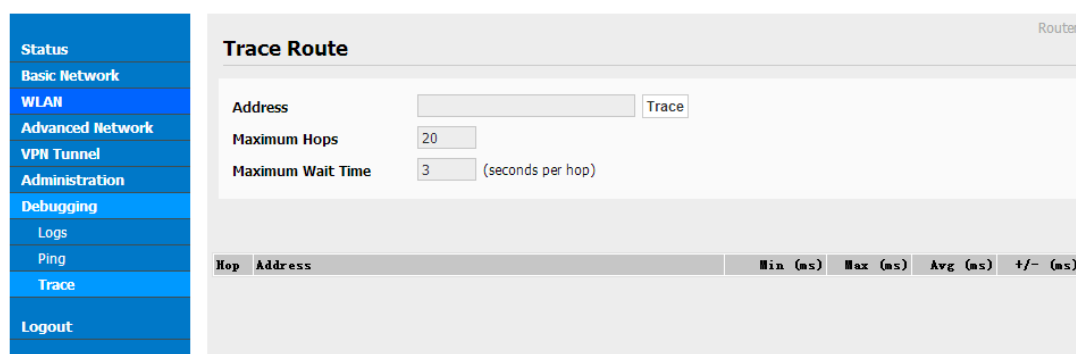 Router
Status
Basic Network
WLAN
Advanced Network
VPN Tunnel
Administration
Debugging
Logs
Ping
Trace
Logout
Trace Route
Address Trace
Maximum Hops 20
Maximum Wait Time 3 (seconds per hop)
Hop Address Min (ms) Max (ms) Avg (ms) +/- (ms)